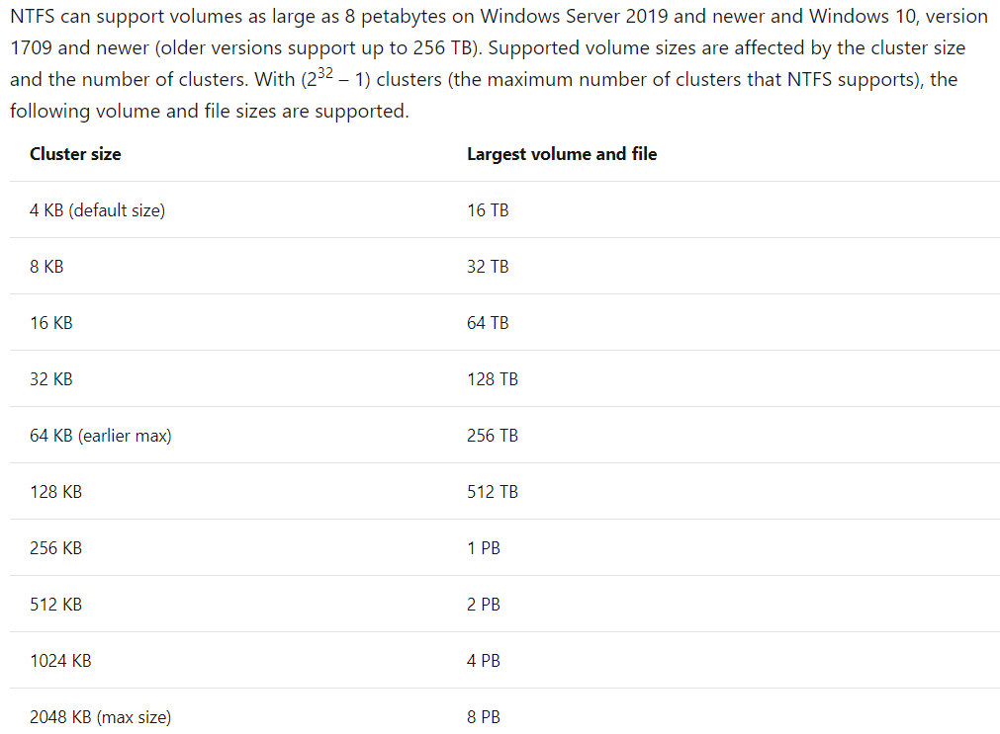 NTFS can support volumes as large as 8 petabytes on Windows Server 2019 and newer and Windows 10, version
1709 and newer (older versions support up to 256 TB). Supported volume sizes are affected by the cluster size
and the number of clusters. With (2³² – 1) clusters (the maximum number of clusters that NTFS supports), the
following volume and file sizes are supported.
Cluster size Largest volume and file
4 KB (default size) 16 TB
8 KB 32 TB
16 KB 64 TB
32 KB 128 TB
64 KB (earlier max) 256 TB
128 KB 512 TB
256 KB 1 PB
512 KB 2 PB
1024 KB 4 PB
2048 KB (max size) 8 PB